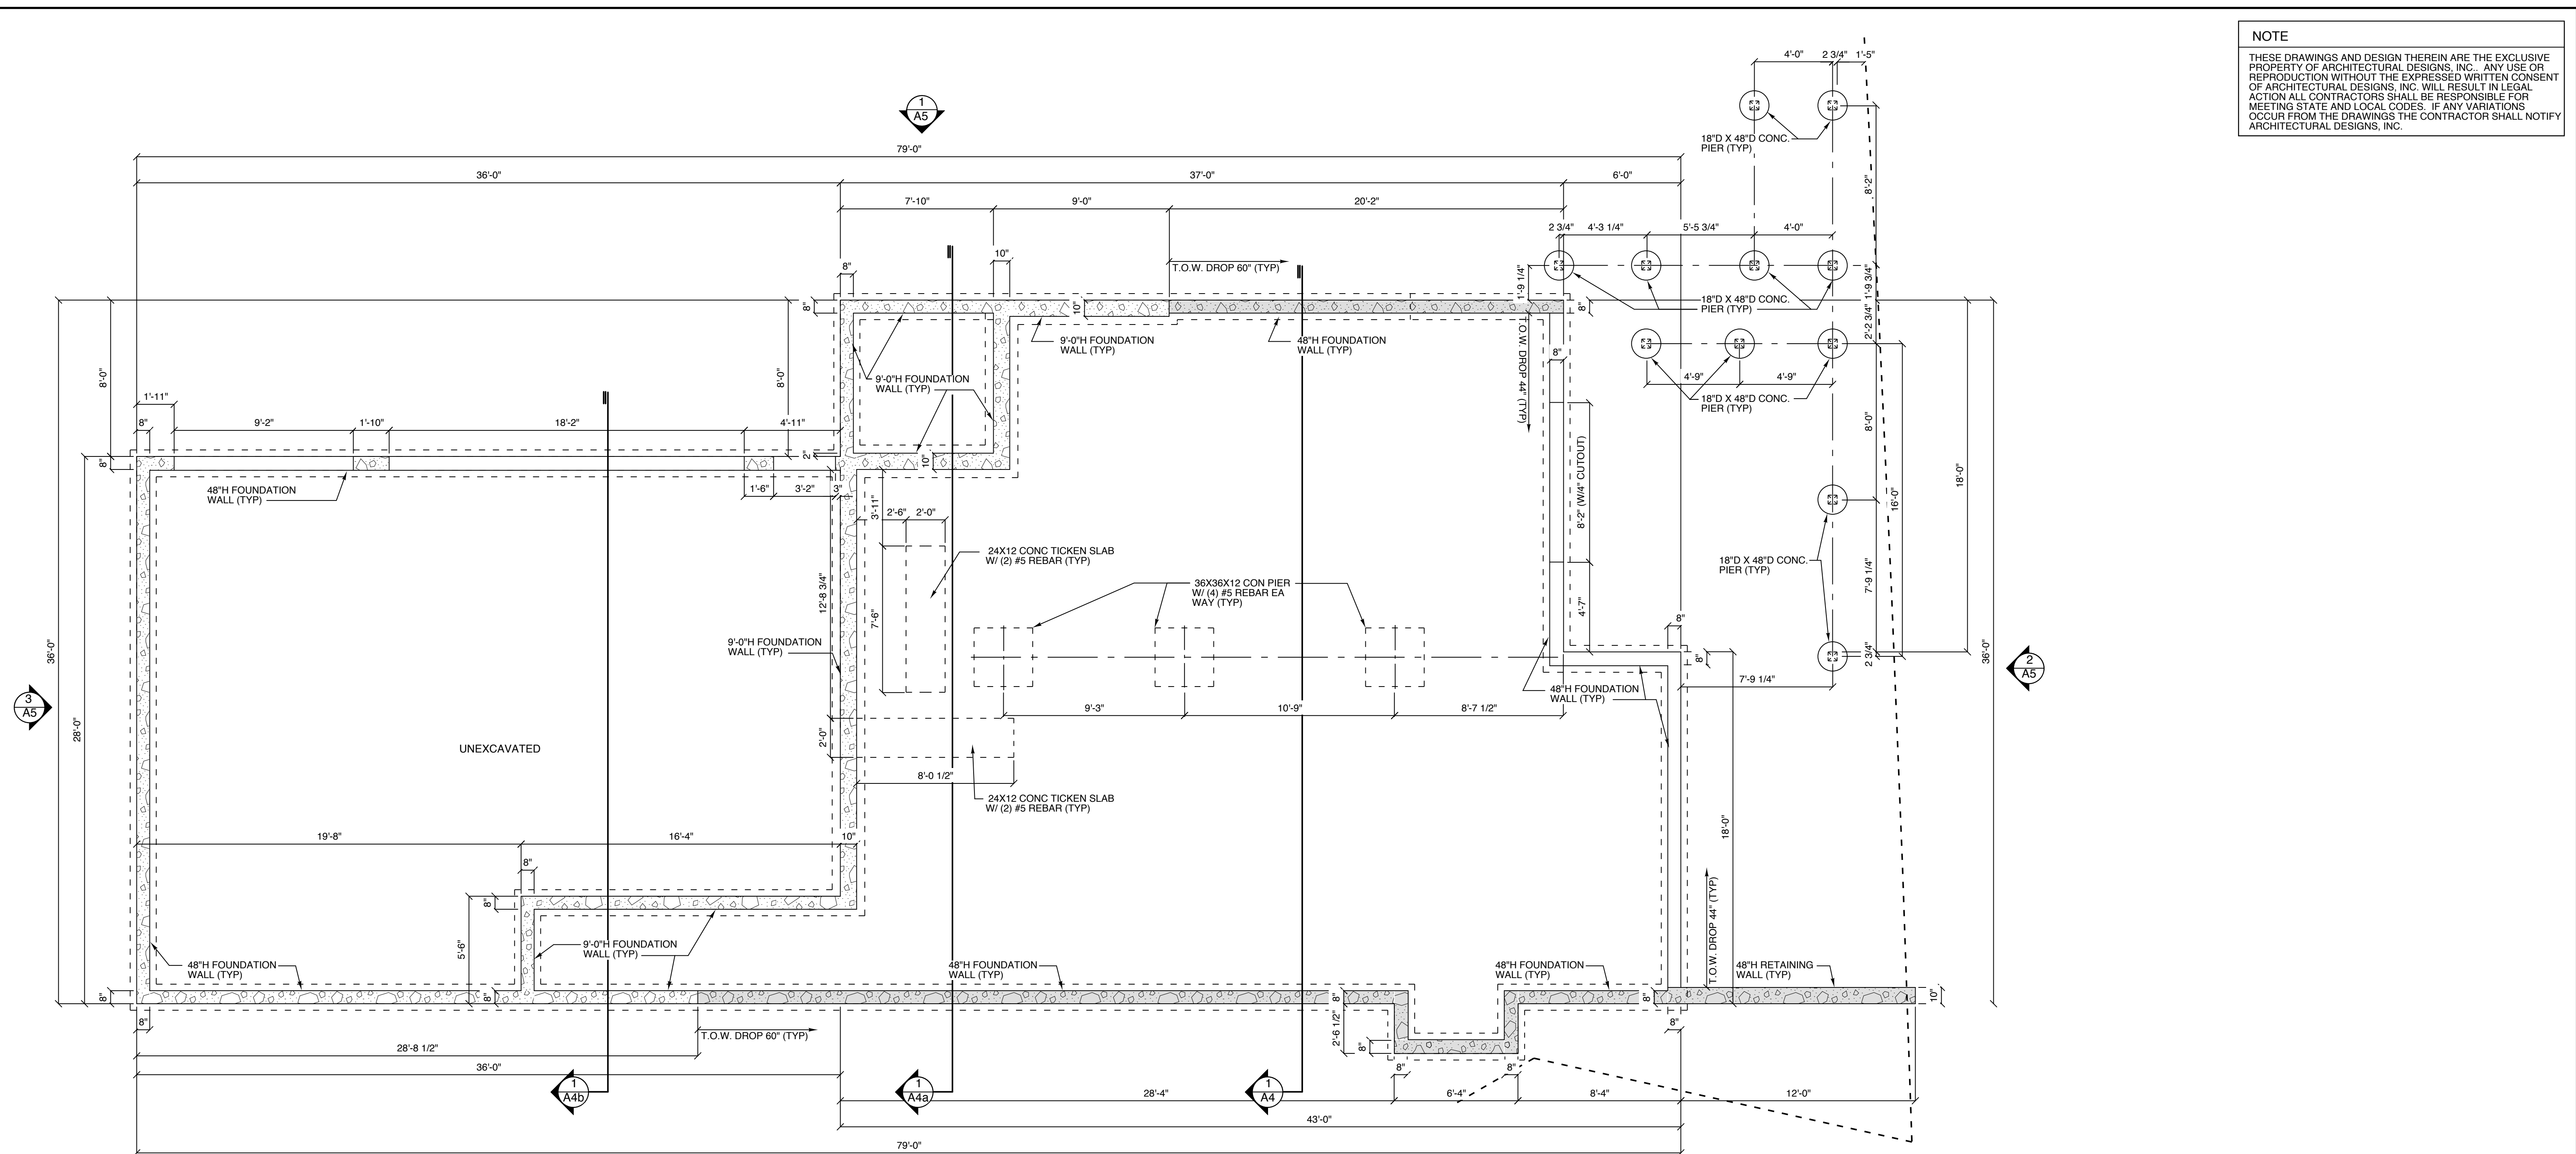 NOTE
THESE DRAWINGS AND DESIGN THEREIN ARE THE EXCLUSIVE
PROPERTY OF ARCHITECTURAL DESIGNS, INC.. ANY USE OR
REPRODUCTION WITHOUT THE EXPRESSED WRITTEN CONSENT
OF ARCHITECTURAL DESIGNS, INC. WILL RESULT IN LEGAL
ACTION ALL CONTRACTORS SHALL BE RESPONSIBLE FOR
MEETING STATE AND LOCAL CODES. IF ANY VARIATIONS
OCCUR FROM THE DRAWINGS THE CONTRACTOR SHALL NOTIFY
ARCHITECTURAL DESIGNS, INC.
4'-0" 2 3/4" 1'-5"
1
A5
18"D X 48"D CONC.
PIER (TYP)
79'-0"
36'-0" 37'-0" 6'-0"
8'-2"
7'-10" 9'-0" 20'-2"
2 3/4" 4'-3 1/4" 5'-5 3/4" 4'-0"
8" 10"
T.O.W. DROP 60" (TYP)
1'-9 1/4"
1'-9 3/4"
8" 10" 8"
18"D X 48"D CONC.
PIER (TYP)
2'-2 3/4"
9'-0"H FOUNDATION
WALL (TYP)
48"H FOUNDATION
WALL (TYP)
T.O.W. DROP 44" (TYP)
8"
8'-0"
8'-0"
9'-0"H FOUNDATION
WALL (TYP)
4'-9" 4'-9"
18"D X 48"D CONC.
PIER (TYP)
1'-11"
8" 9'-2" 1'-10" 18'-2" 4'-11"
8'-0"
8" 2" 10"
8'-2" (W/4" CUTOUT)
18'-0"
16'-0"
48"H FOUNDATION
WALL (TYP)
1'-6" 3'-2" 3"
3'-11"
2'-6" 2'-0"
24X12 CONC TICKEN SLAB
W/ (2) #5 REBAR (TYP)
18"D X 48"D CONC.
PIER (TYP)
7'-9 1/4"
36X36X12 CON PIER
W/ (4) #5 REBAR EA
WAY (TYP)
12'-8 3/4"
7'-6"
4'-7"
8"
9'-0"H FOUNDATION
WALL (TYP)
36'-0"
36'-0"
8"
2 3/4"
2
A5
7'-9 1/4"
48"H FOUNDATION
WALL (TYP)
3
A5
28'-0"
9'-3" 10'-9" 8'-7 1/2"
UNEXCAVATED
2'-0"
8'-0 1/2"
24X12 CONC TICKEN SLAB
W/ (2) #5 REBAR (TYP)
18'-0"
19'-8" 16'-4" 10"
8"
8"
T.O.W. DROP 44" (TYP)
5'-6"
9'-0"H FOUNDATION
WALL (TYP)
48"H FOUNDATION
WALL (TYP)
48"H FOUNDATION
WALL (TYP)
48"H FOUNDATION
WALL (TYP)
48"H RETAINING
WALL (TYP)
8" 8" 8" 8" 10"
8" 8"
T.O.W. DROP 60" (TYP)
2'-6 1/2"
8"
28'-8 1/2"
36'-0"
8" 8"
1
A4b
1
A4a
1
A4
28'-4" 6'-4" 8'-4" 12'-0"
43'-0"
79'-0"